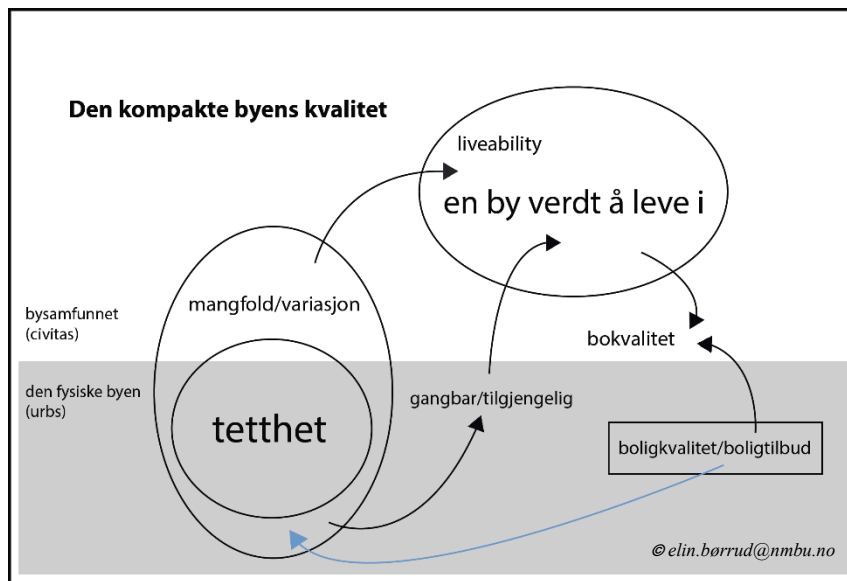 Den kompakte byens kvalitet
liveability
en by verdt å leve i
mangfold/variasjon
bysamfunnet
(civitas)
bokvalitet
den fysiske byen
(urbs)
gangbar/tilgjengelig
tetthet
boligkvalitet/boligtilbud
© elin.børrud@nmbu.no